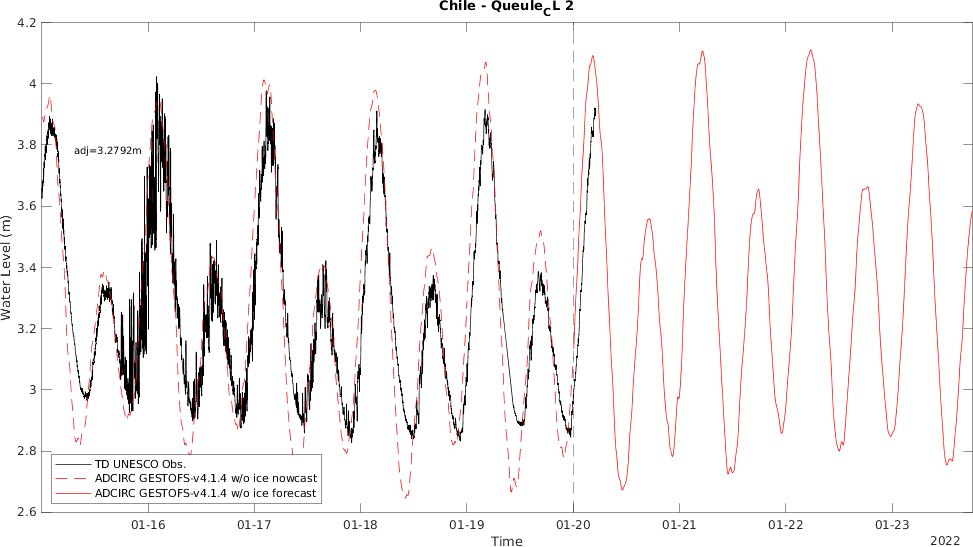 Chile - Queule_C L 2
4.2
4
3.8
3.6
3.4
3.2
3
2.8
2.6
Water Level (m)
adj=3.2792m
TD UNESCO Obs.
ADCIRC GESTOFS-v4.1.4 w/o ice nowcast
ADCIRC GESTOFS-v4.1.4 w/o ice forecast
01-16
01-17
01-18
01-19
01-20
01-21
01-22
01-23
Time
2022